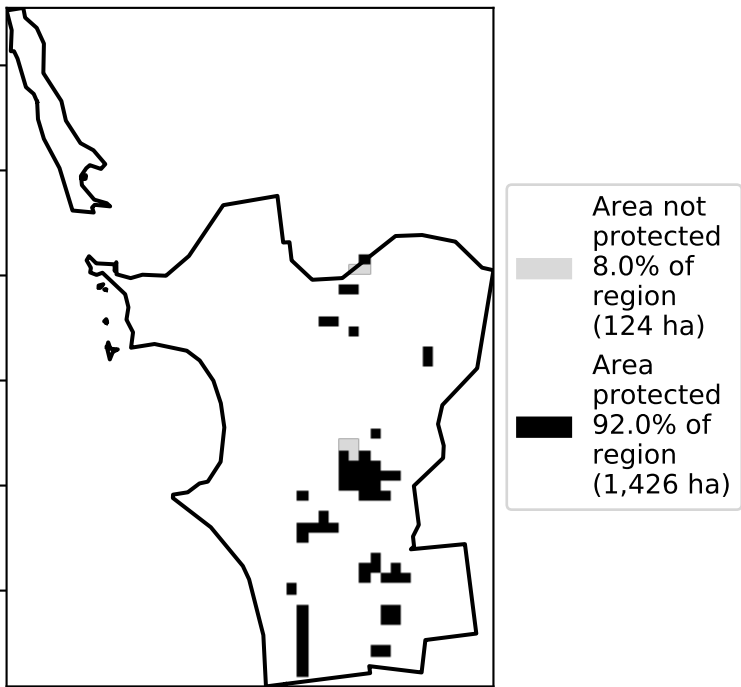 Area not
protected
8.0% of
region
(124 ha)
Area
protected
92.0% of
region
(1,426 ha)